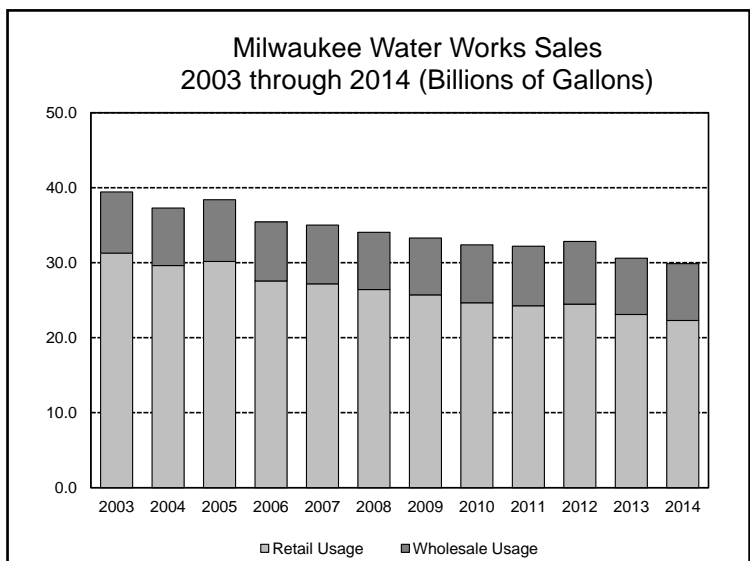 Milwaukee Water Works Sales
2003 through 2014 (Billions of Gallons)
50.0
40.0
30.0
20.0
10.0
0.0
2003 2004 2005 2006 2007 2008 2009 2010 2011 2012 2013 2014
Retail Usage Wholesale Usage